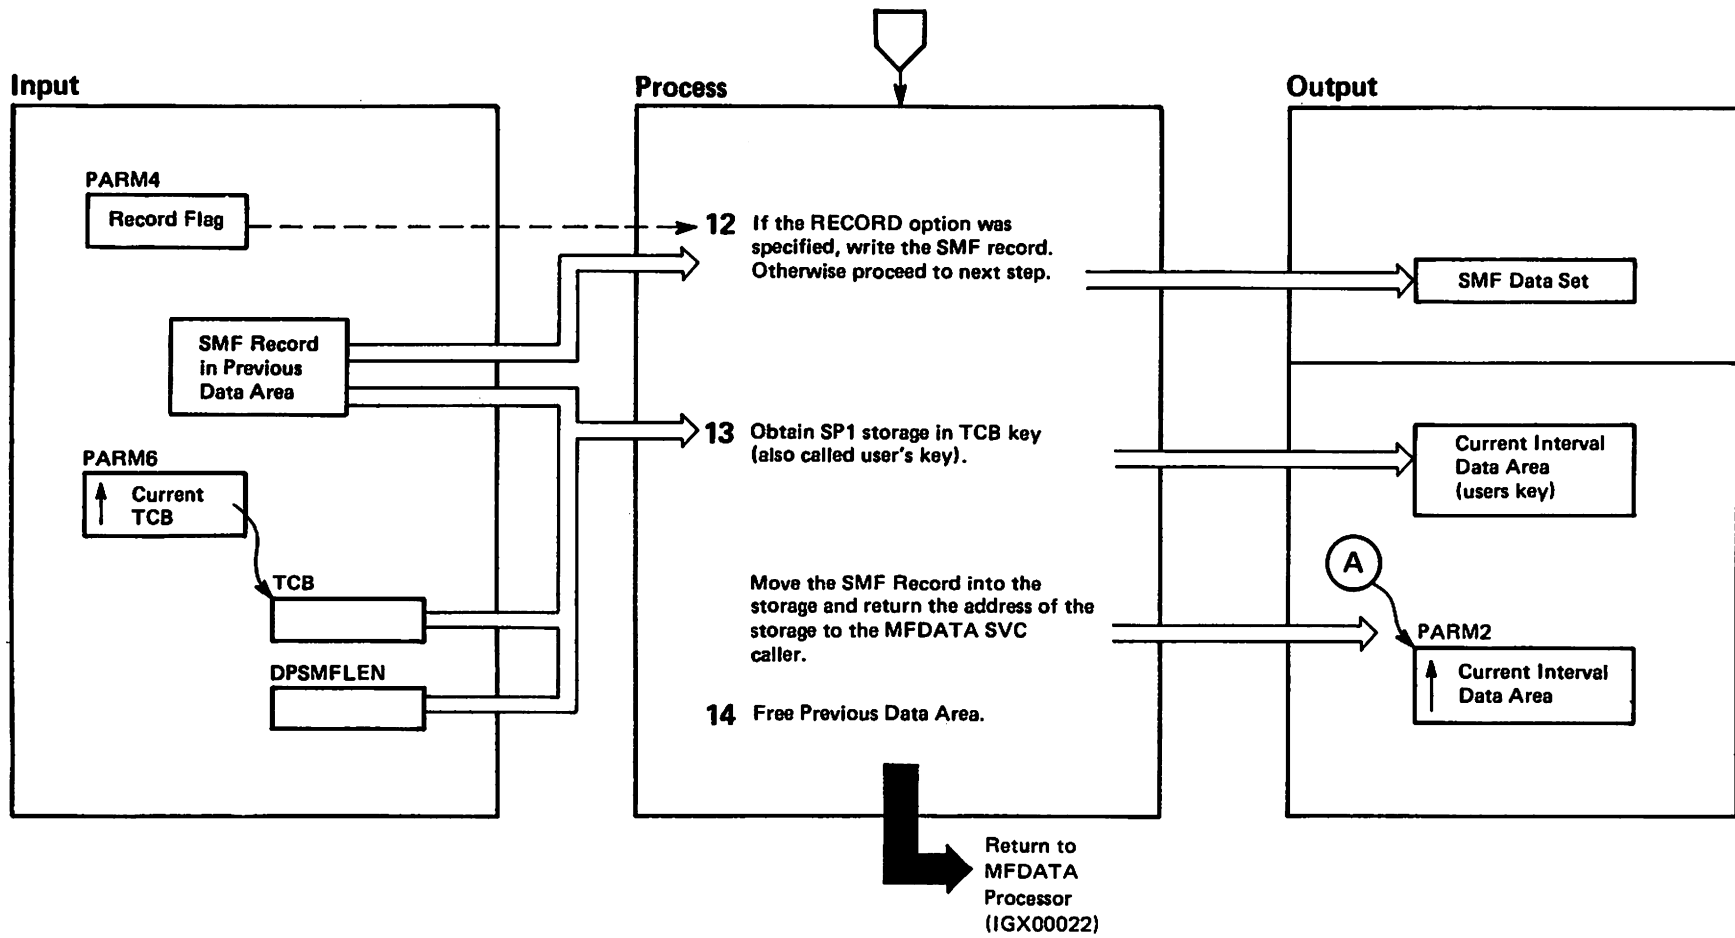 Input
PARM4
Record Flag
SMF Record
in Previous
Data Area
PARM6
Current
TCB
TCB
DPSMFLEN
Process
12 If the RECORD option was
specified, write the SMF record.
Otherwise proceed to next step.
13 Obtain SP1 storage in TCB key
(also called user's key).
Move the SMF Record into the
storage and return the address of the
storage to the MFDATA SVC
caller.
14 Free Previous Data Area.
Return to
MFDATA
Processor
(IGX00022)
Output
SMF Data Set
Current Interval
Data Area
(users key)
A
PARM2
Current Interval
Data Area